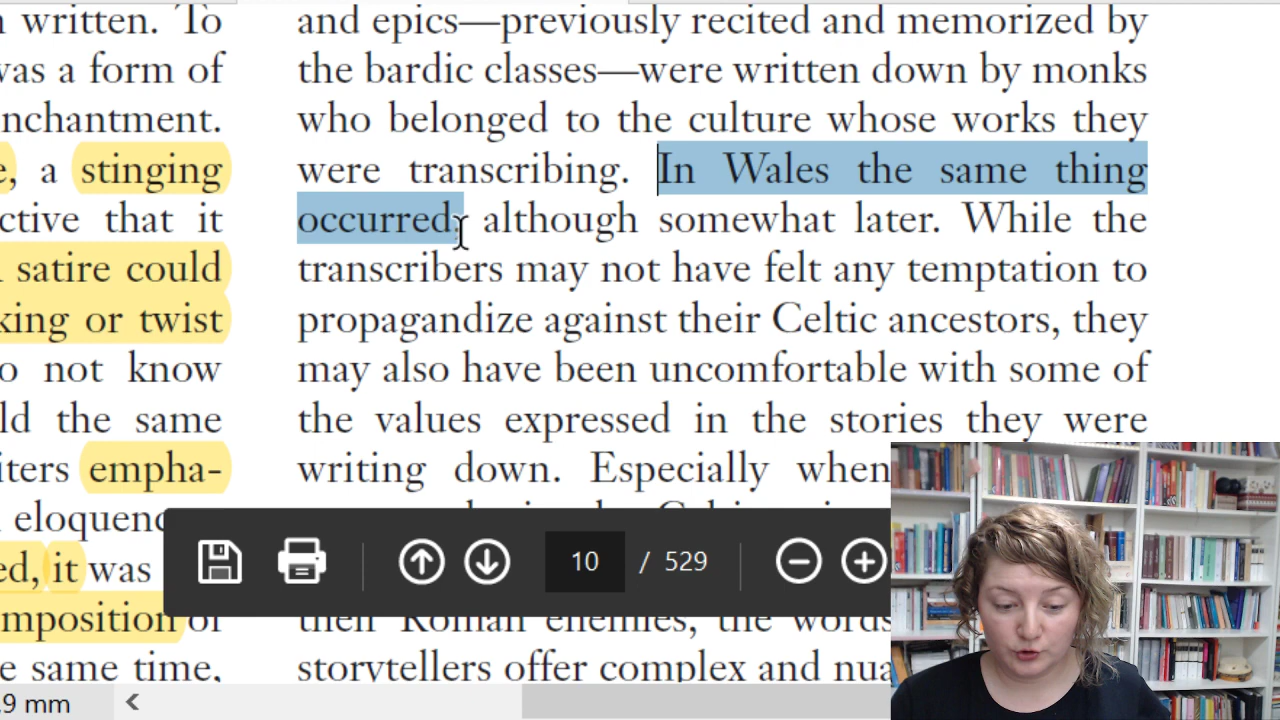 written. To
was a form of
nchantment.
e, a stinging
ctive that it
satire could
king or twist
o not know
ld the same
iters empha-
eloquenc
ed, it was
mposition of
e same time,
and epics—previously recited and memorized by
the bardic classes—were written down by monks
who belonged to the culture whose works they
were transcribing. In Wales the same thing
occurred, although somewhat later. While the
transcribers may not have felt any temptation to
propagandize against their Celtic ancestors, they
may also have been uncomfortable with some of
the values expressed in the stories they were
writing down. Especially when
their Roman enemies, the words
storytellers offer complex and nua
10 / 529
.9 mm